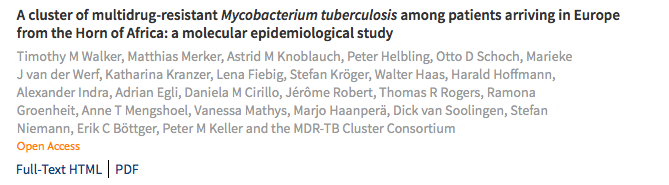 A cluster of multidrug-resistant Mycobacterium tuberculosis among patients arriving in Europe
from the Horn of Africa: a molecular epidemiological study
Timothy M Walker, Matthias Merker, Astrid M Knoblauch, Peter Helbling, Otto D Schoch, Marieke
J van der Werf, Katharina Kranzer, Lena Fiebig, Stefan Kröger, Walter Haas, Harald Hoffmann,
Alexander Indra, Adrian Egli, Daniela M Cirillo, Jérôme Robert, Thomas R Rogers, Ramona
Groenheit, Anne T Mengshoel, Vanessa Mathys, Marjo Haanperä, Dick van Soolingen, Stefan
Niemann, Erik C Böttger, Peter M Keller and the MDR-TB Cluster Consortium
Open Access
Full-Text HTML | PDF